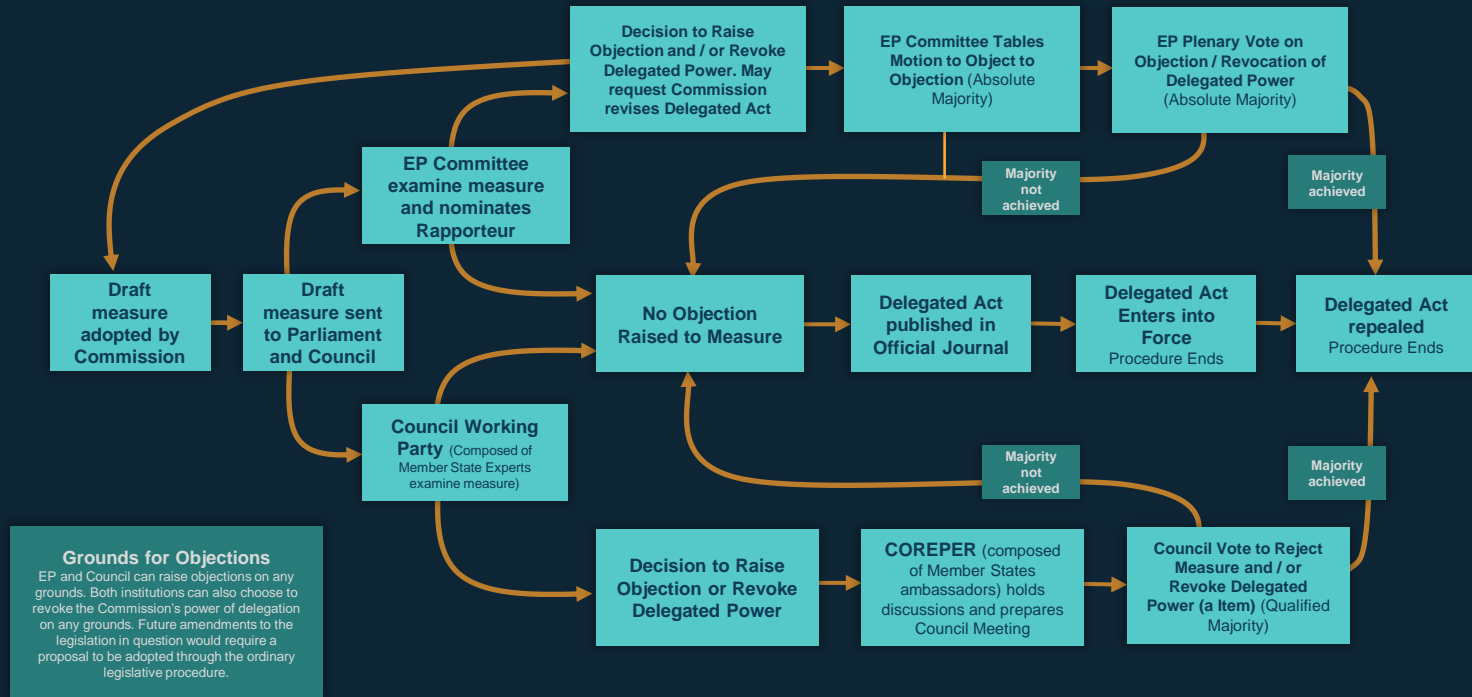 Decision to Raise
Objection and / or Revoke
Delegated Power. May
request Commission
revises Delegated Act
EP Committee Tables
Motion to Object to
Objection (Absolute
Majority)
EP Plenary Vote on
Objection / Revocation of
Delegated Power
(Absolute Majority)
EP Committee
examine measure
and nominates
Rapporteur
Majority
not
achieved
Majority
achieved
Draft
measure
adopted by
Commission
Draft
measure sent
to Parliament
and Council
No Objection
Raised to Measure
Delegated Act
published in
Official Journal
Delegated Act
Enters into
Force
Procedure Ends
Delegated Act
repealed
Procedure Ends
Council Working
Party (Composed of
Member State Experts
examine measure)
Majority
not
achieved
Majority
achieved
Grounds for Objections
EP and Council can raise objections on any
grounds. Both institutions can also choose to
revoke the Commission's power of delegation
on any grounds. Future amendments to the
legislation in question would require a
proposal to be adopted through the ordinary
legislative procedure.
Decision to Raise
Objection or Revoke
Delegated Power
COREPER (composed
of Member States
ambassadors) holds
discussions and prepares
Council Meeting
Council Vote to Reject
Measure and / or
Revoke Delegated
Power (a Item) (Qualified
Majority)